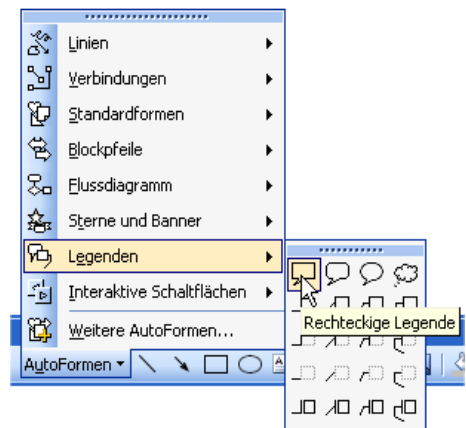 Linien
Verbindungen
Standardformen
Blockpfeile
Flussdiagramm
Sterne und Banner
Legenden
Interaktive Schaltflächen
Rechteckige Legende
Weitere AutoFormen...
AutoFormen